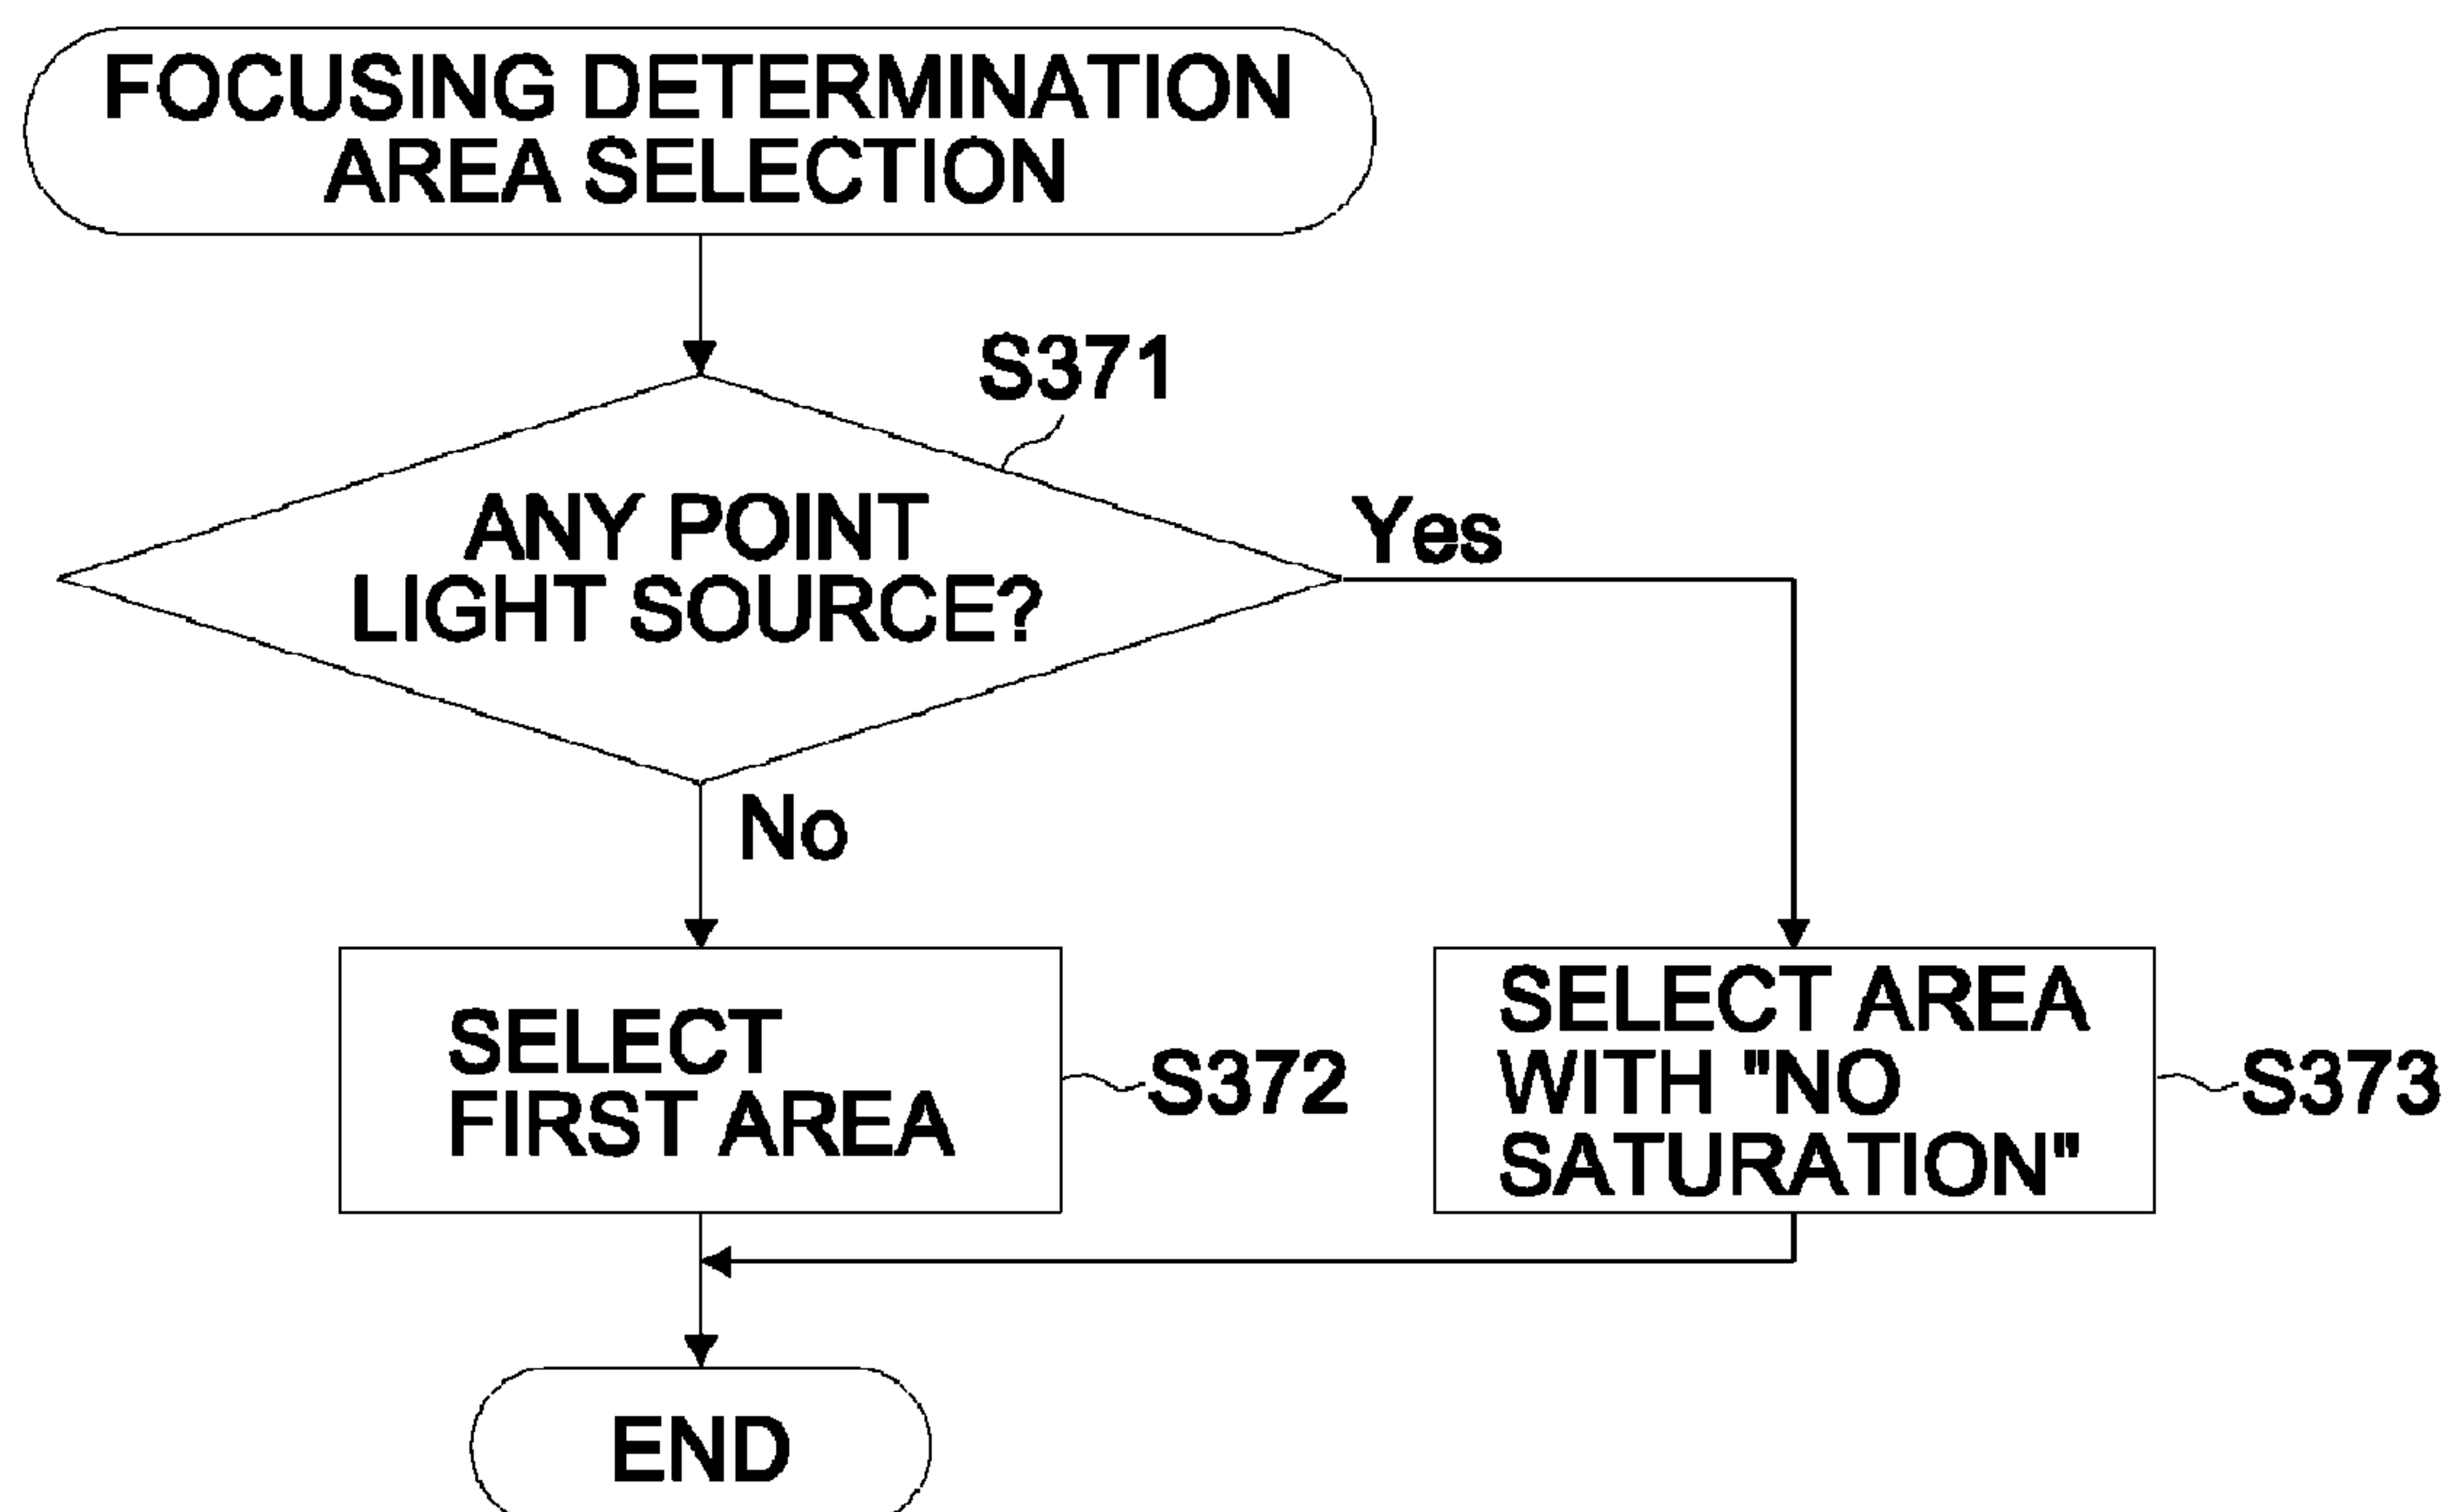 FOCUSING DETERMINATION
AREA SELECTION
S371
ANY POINT
LIGHT SOURCE?
Yes
No
SELECT
FIRST AREA
S372
SELECT AREA
WITH "NO
SATURATION"
S373
END